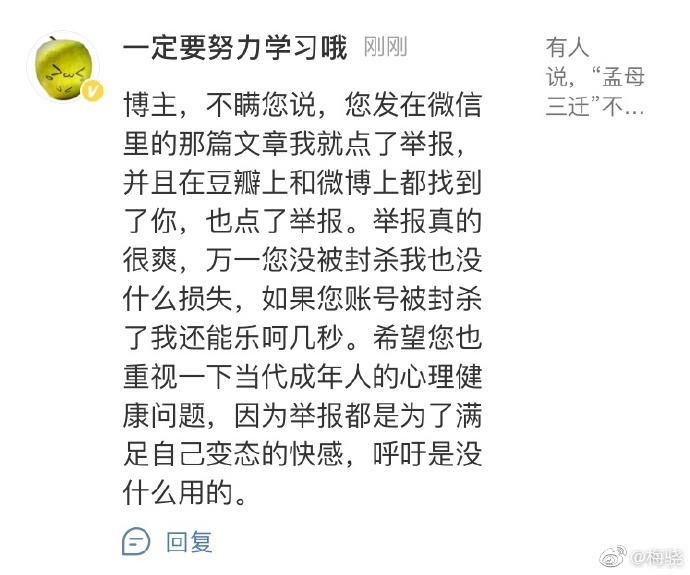 一定要努力学习哦 刚刚
博主，不瞒您说，您发在微信
里的那篇文章我就点了举报，
并且在豆瓣上和微博上都找到
了你，也点了举报。举报真的
很爽，万一您没被封杀我也没
什么损失，如果您账号被封杀
了我还能乐呵几秒。希望您也
重视一下当代成年人的心理健
康问题，因为举报都是为了满
足自己变态的快感，呼吁是没
什么用的。
回复
有人
说，“孟母
三迁”不...
@梅骁